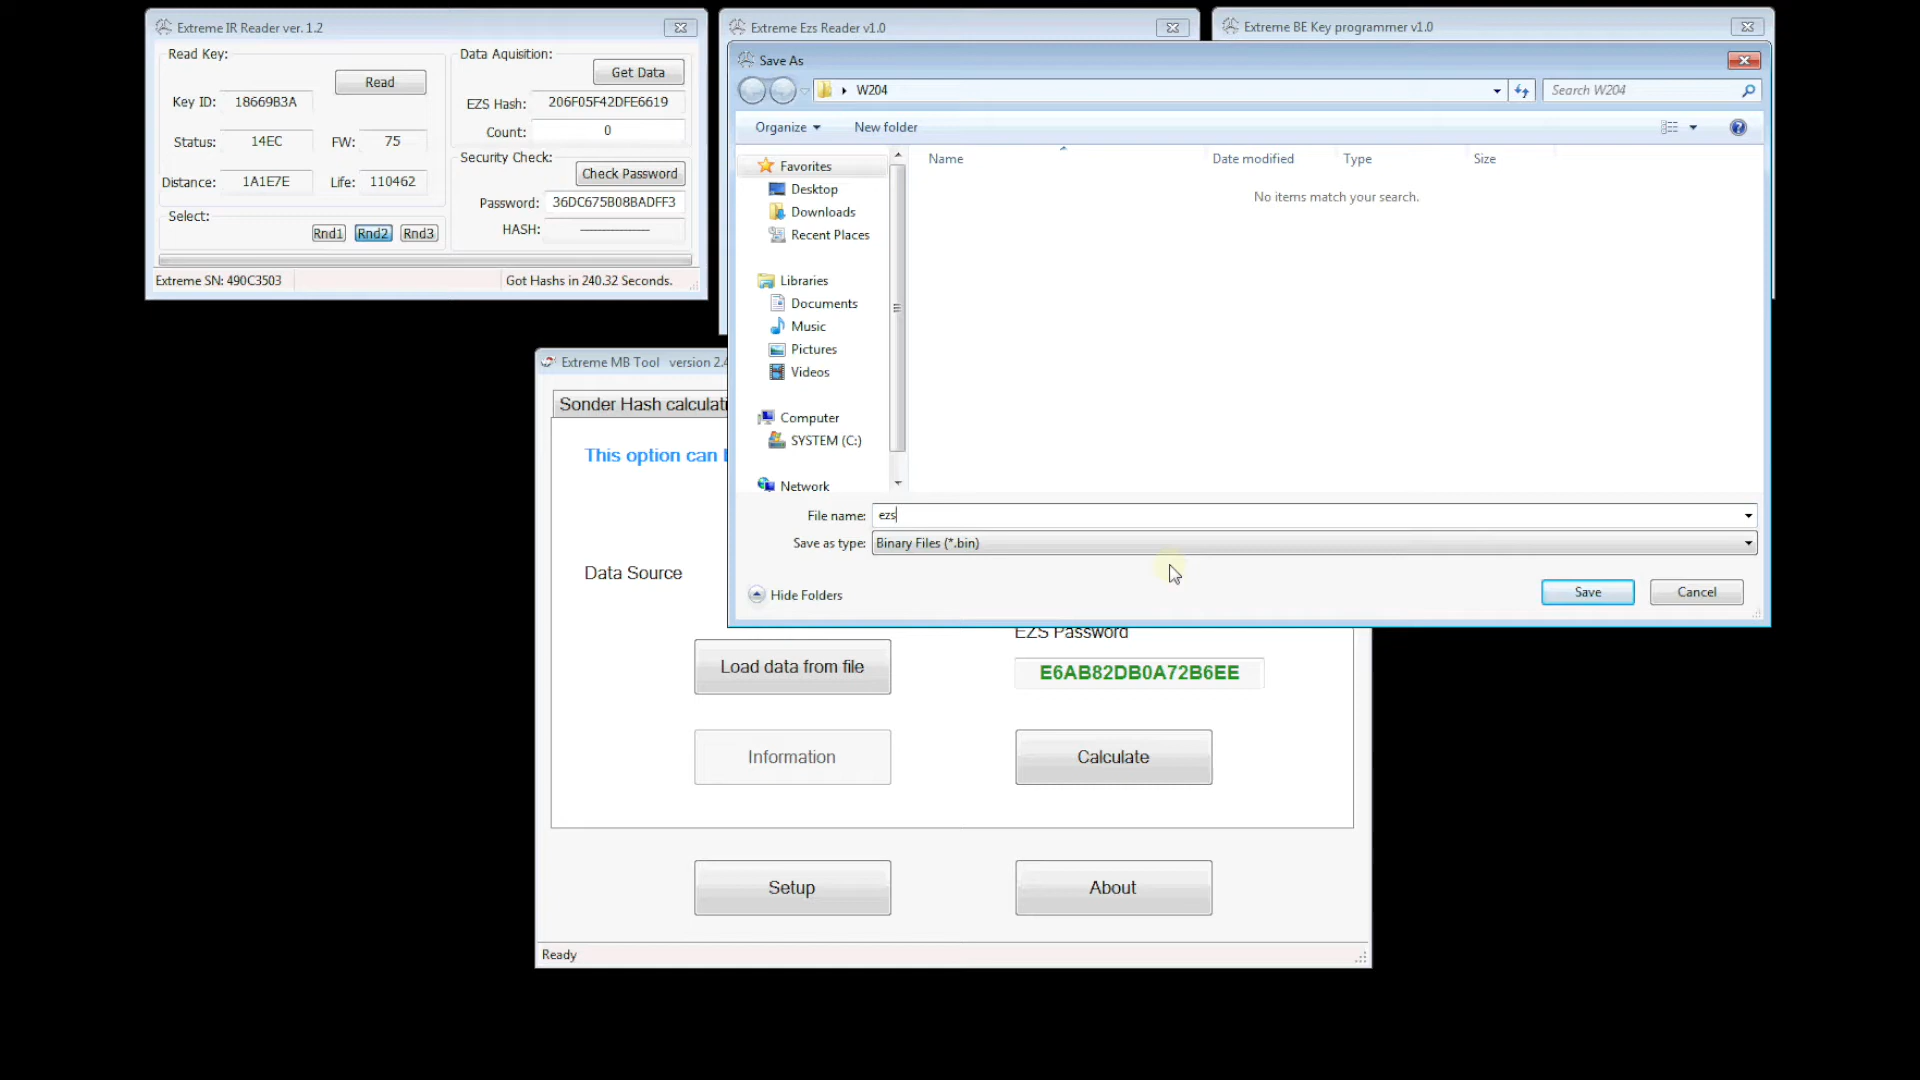 Extreme IR Reader ver. 1.2
Read Key:
Read
Key ID: 18669B3A
Status: 14EC FW: 75
Distance: 1A1E7E Life: 110462
Select:
Rnd1 Rnd2 Rnd3
Data Aquisition:
Get Data
EZS Hash: 206F05F42DFE6619
Count: 0
Security Check:
Check Password
Password: 36DC675B08BADFF3
HASH: ----------------
Extreme SN: 490C3503 Got Hashs in 240.32 Seconds.
Extreme Ezs Reader v1.0
Extreme BE Key programmer v1.0
Save As
W204
Search W204
Organize New folder
Favorites
Desktop
Downloads
Recent Places
Libraries
Documents
Music
Pictures
Videos
Computer
SYSTEM (C:)
Network
Name Date modified Type Size
No items match your search.
File name: ezs
Save as type: Binary Files (*.bin)
Hide Folders
Save Cancel
Extreme MB Tool version 2.4
Sonder Hash calculati
This option can
Data Source
EZS Password
Load data from file
E6AB82DB0A72B6EE
Information
Calculate
Setup
About
Ready